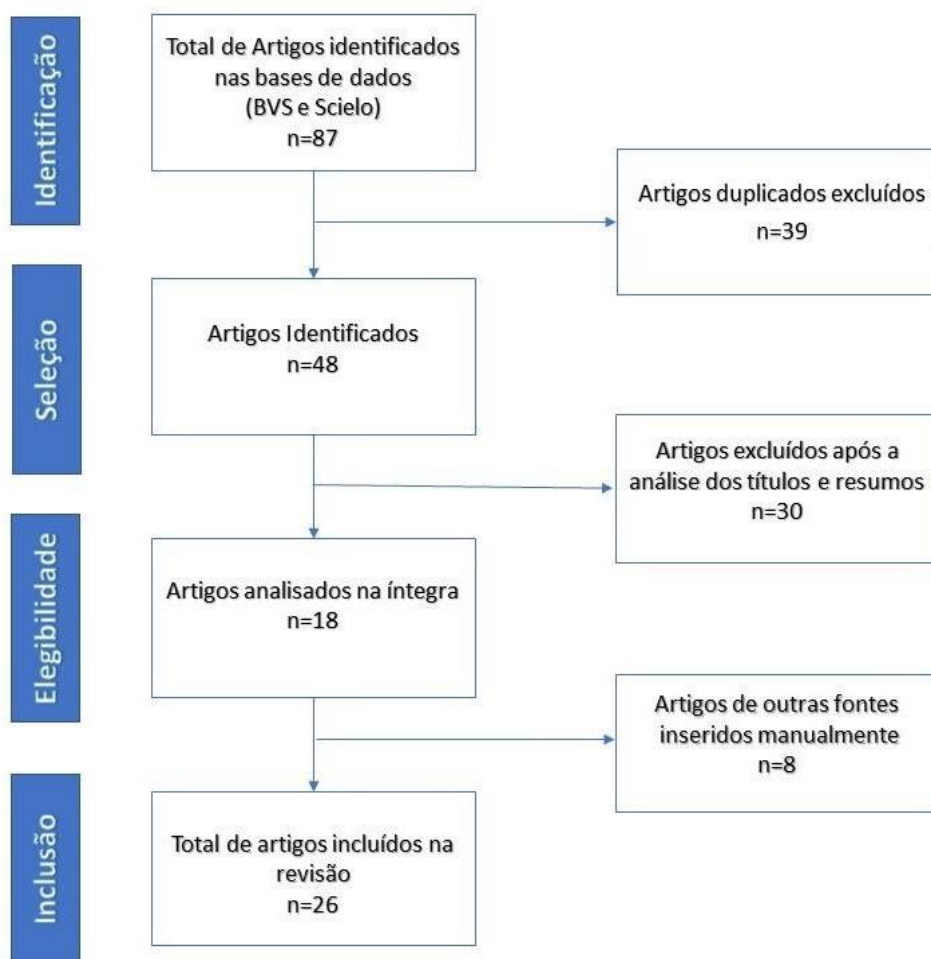 Identificação
Total de Artigos identificados
nas bases de dados
(BVS e Scielo)
n=87
Artigos duplicados excluídos
n=39
Seleção
Artigos Identificados
n=48
Artigos excluídos após a
análise dos títulos e resumos
n=30
Elegibilidade
Artigos analisados na íntegra
n=18
Artigos de outras fontes
inseridos manualmente
n=8
Inclusão
Total de artigos incluídos na
revisão
n=26